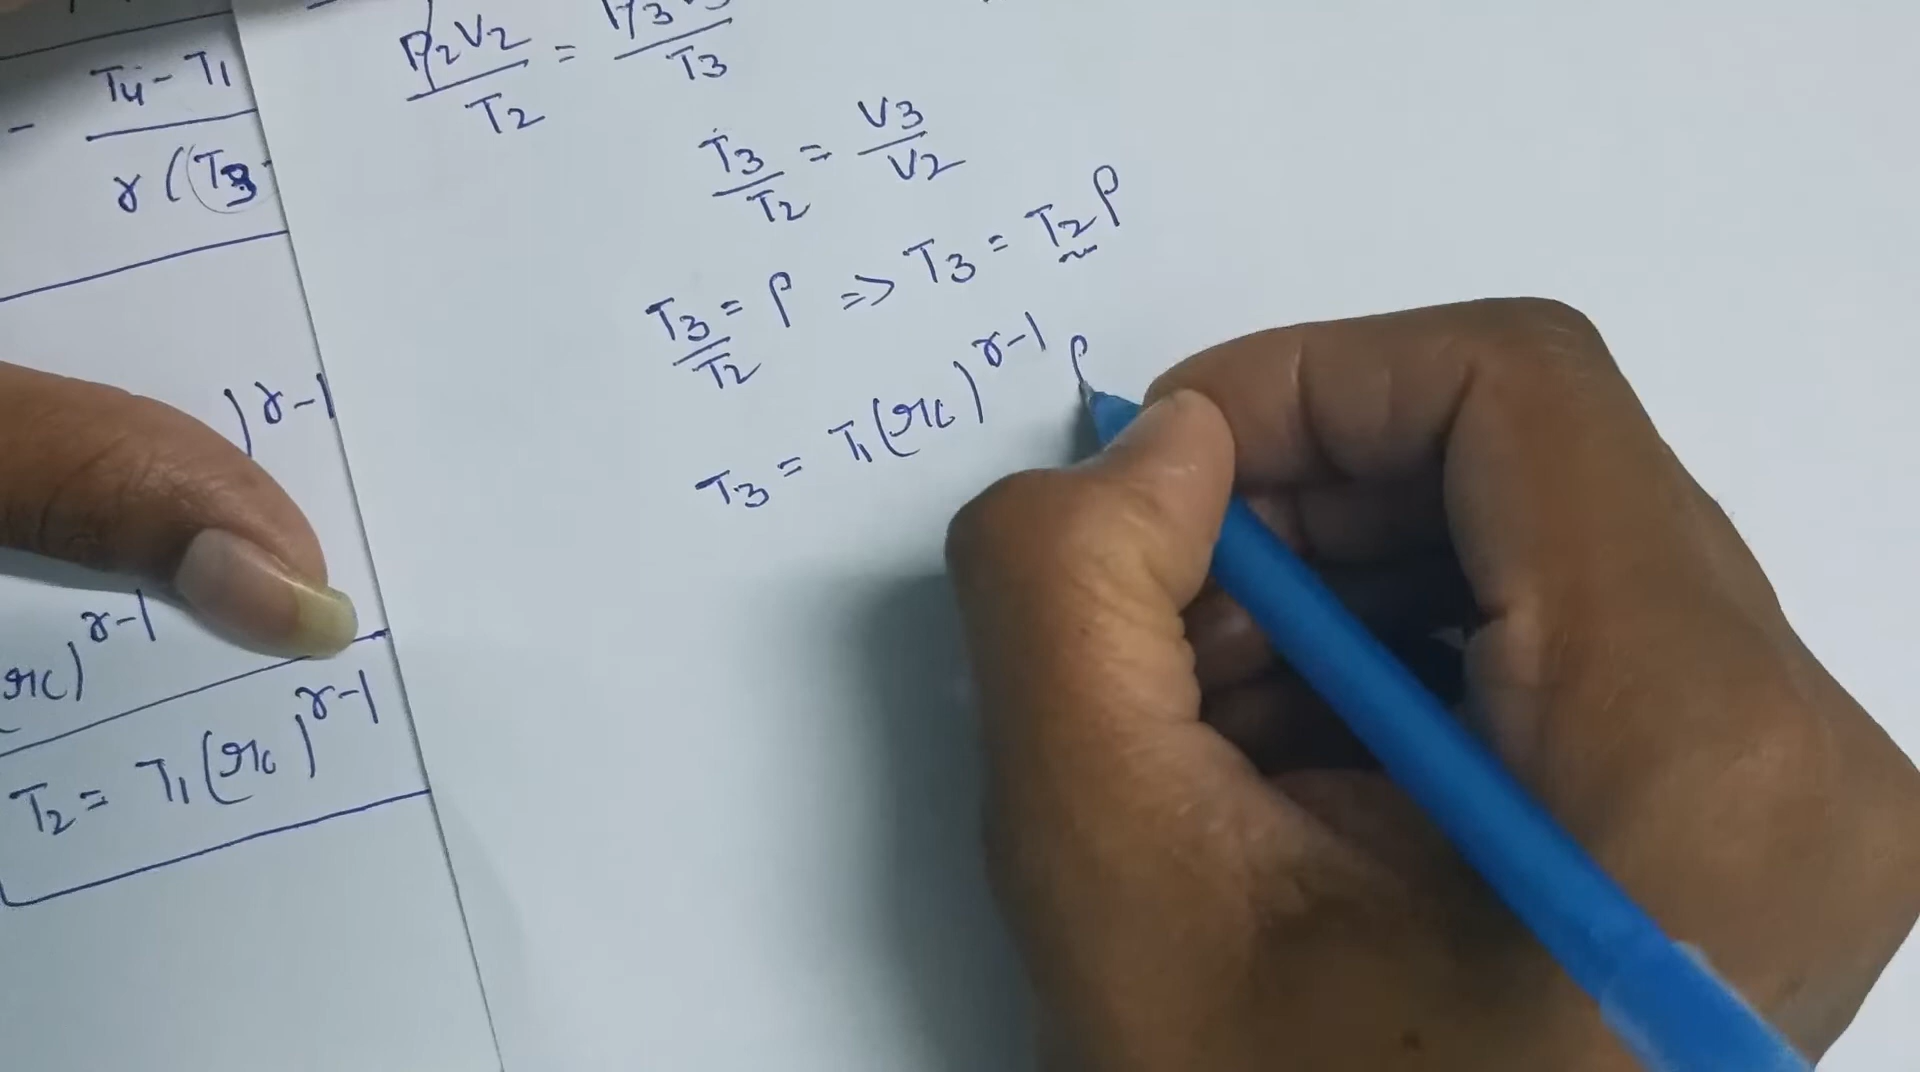 - T4 - T1
γ (T3
)^γ-1
rc)^γ-1
T2 = T1 (rc)^γ-1
P2V2 / T2 = P3V3 / T3
T3 / T2 = V3 / V2
T3 / T2 = ρ => T3 = T2 ρ
T3 = T1 (rc)^γ-1 ρ